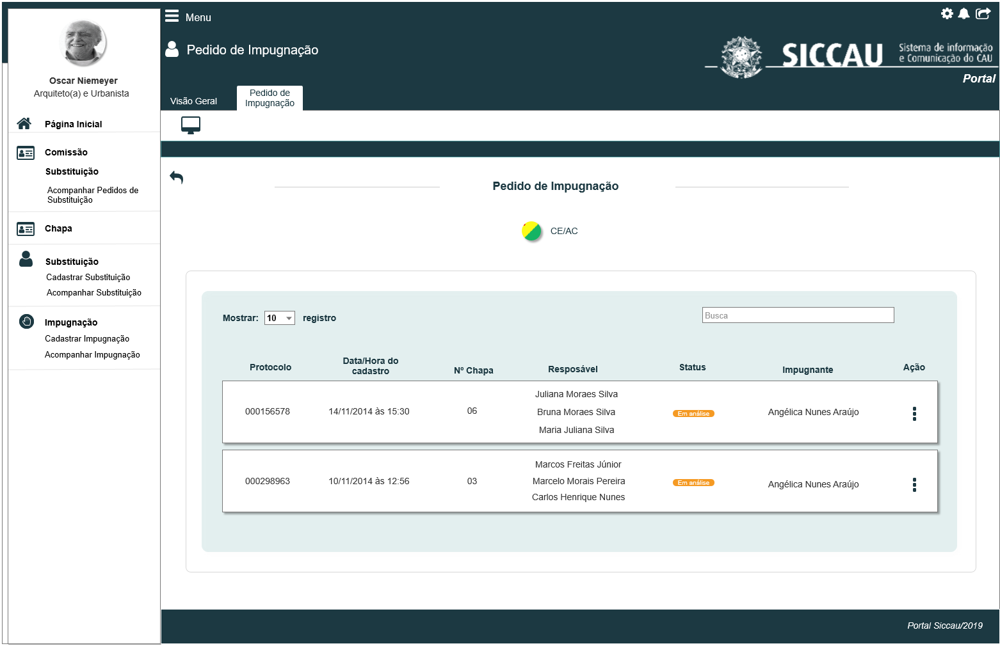 Menu
Pedido de Impugnação
SICCAU
Sistema de informação
e Comunicação do CAU
Portal
Oscar Niemeyer
Arquiteto(a) e Urbanista
Página Inicial
Comissão
Substituição
Acompanhar Pedidos de
Substituição
Chapa
Substituição
Cadastrar Substituição
Acompanhar Substituição
Impugnação
Cadastrar Impugnação
Acompanhar Impugnação
Visão Geral
Pedido de
Impugnação
Pedido de Impugnação
CE/AC
Mostrar: 10 registro
Busca
Protocolo
Data/Hora do
cadastro
Nº Chapa
Resposável
Status
Impugnante
Ação
000156578
14/11/2014 às 15:30
06
Juliana Moraes Silva
Bruna Moraes Silva
Maria Juliana Silva
Em análise
Angélica Nunes Araújo
000298963
10/11/2014 às 12:56
03
Marcos Freitas Júnior
Marcelo Morais Pereira
Carlos Henrique Nunes
Em análise
Angélica Nunes Araújo
Portal Siccau/2019